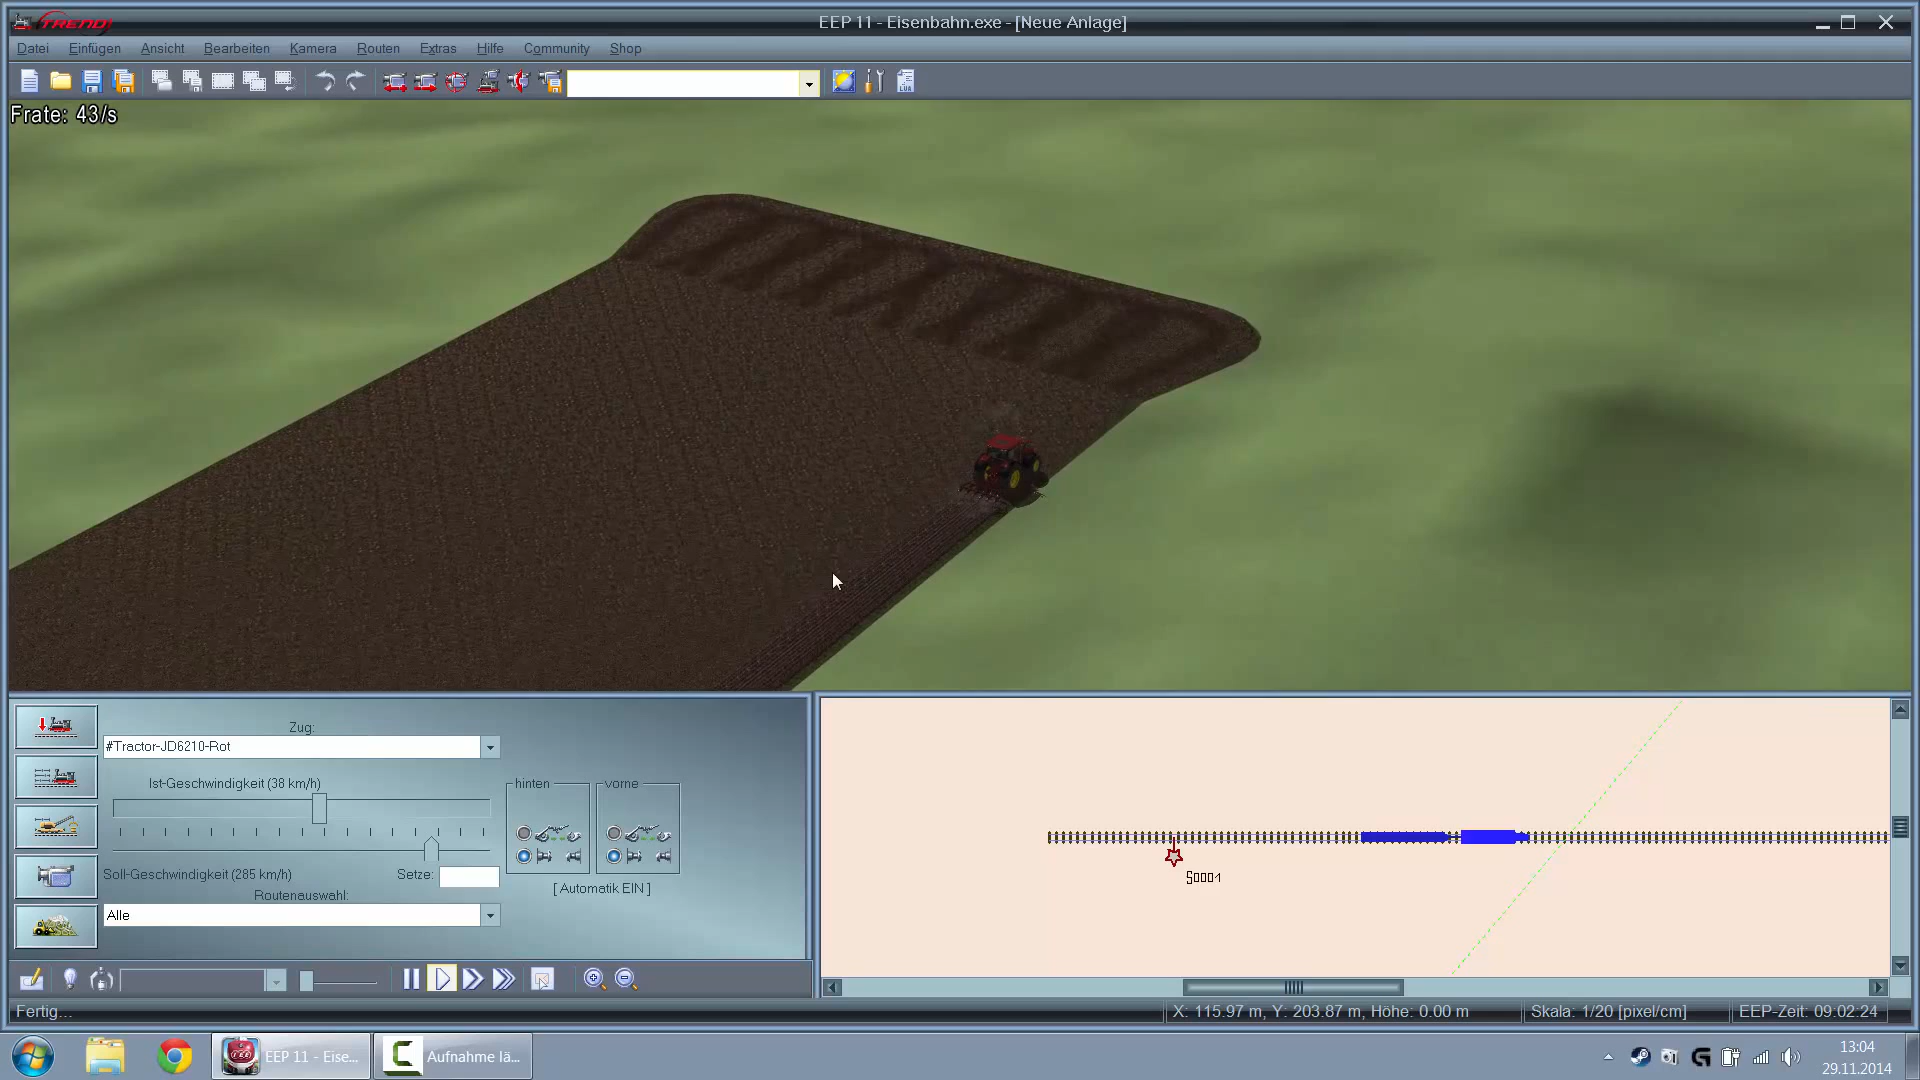 TREND
EEP 11 - Eisenbahn.exe - [Neue Anlage]
Datei Einfügen Ansicht Bearbeiten Kamera Routen Extras Hilfe Community Shop
LUA
Frate: 43/s
Zug:
#Tractor-JD6210-Rot
Ist-Geschwindigkeit (38 km/h)
hinten
vorne
Soll-Geschwindigkeit (285 km/h)
Setze:
[ Automatik EIN ]
Routenauswahl:
Alle
S0001
Fertig...
X: 115.97 m, Y: 203.87 m, Höhe: 0.00 m
Skala: 1/20 [pixel/cm]
EEP-Zeit: 09:02:24
EEP 11 - Eise...
Aufnahme lä...
13:04
29.11.2014